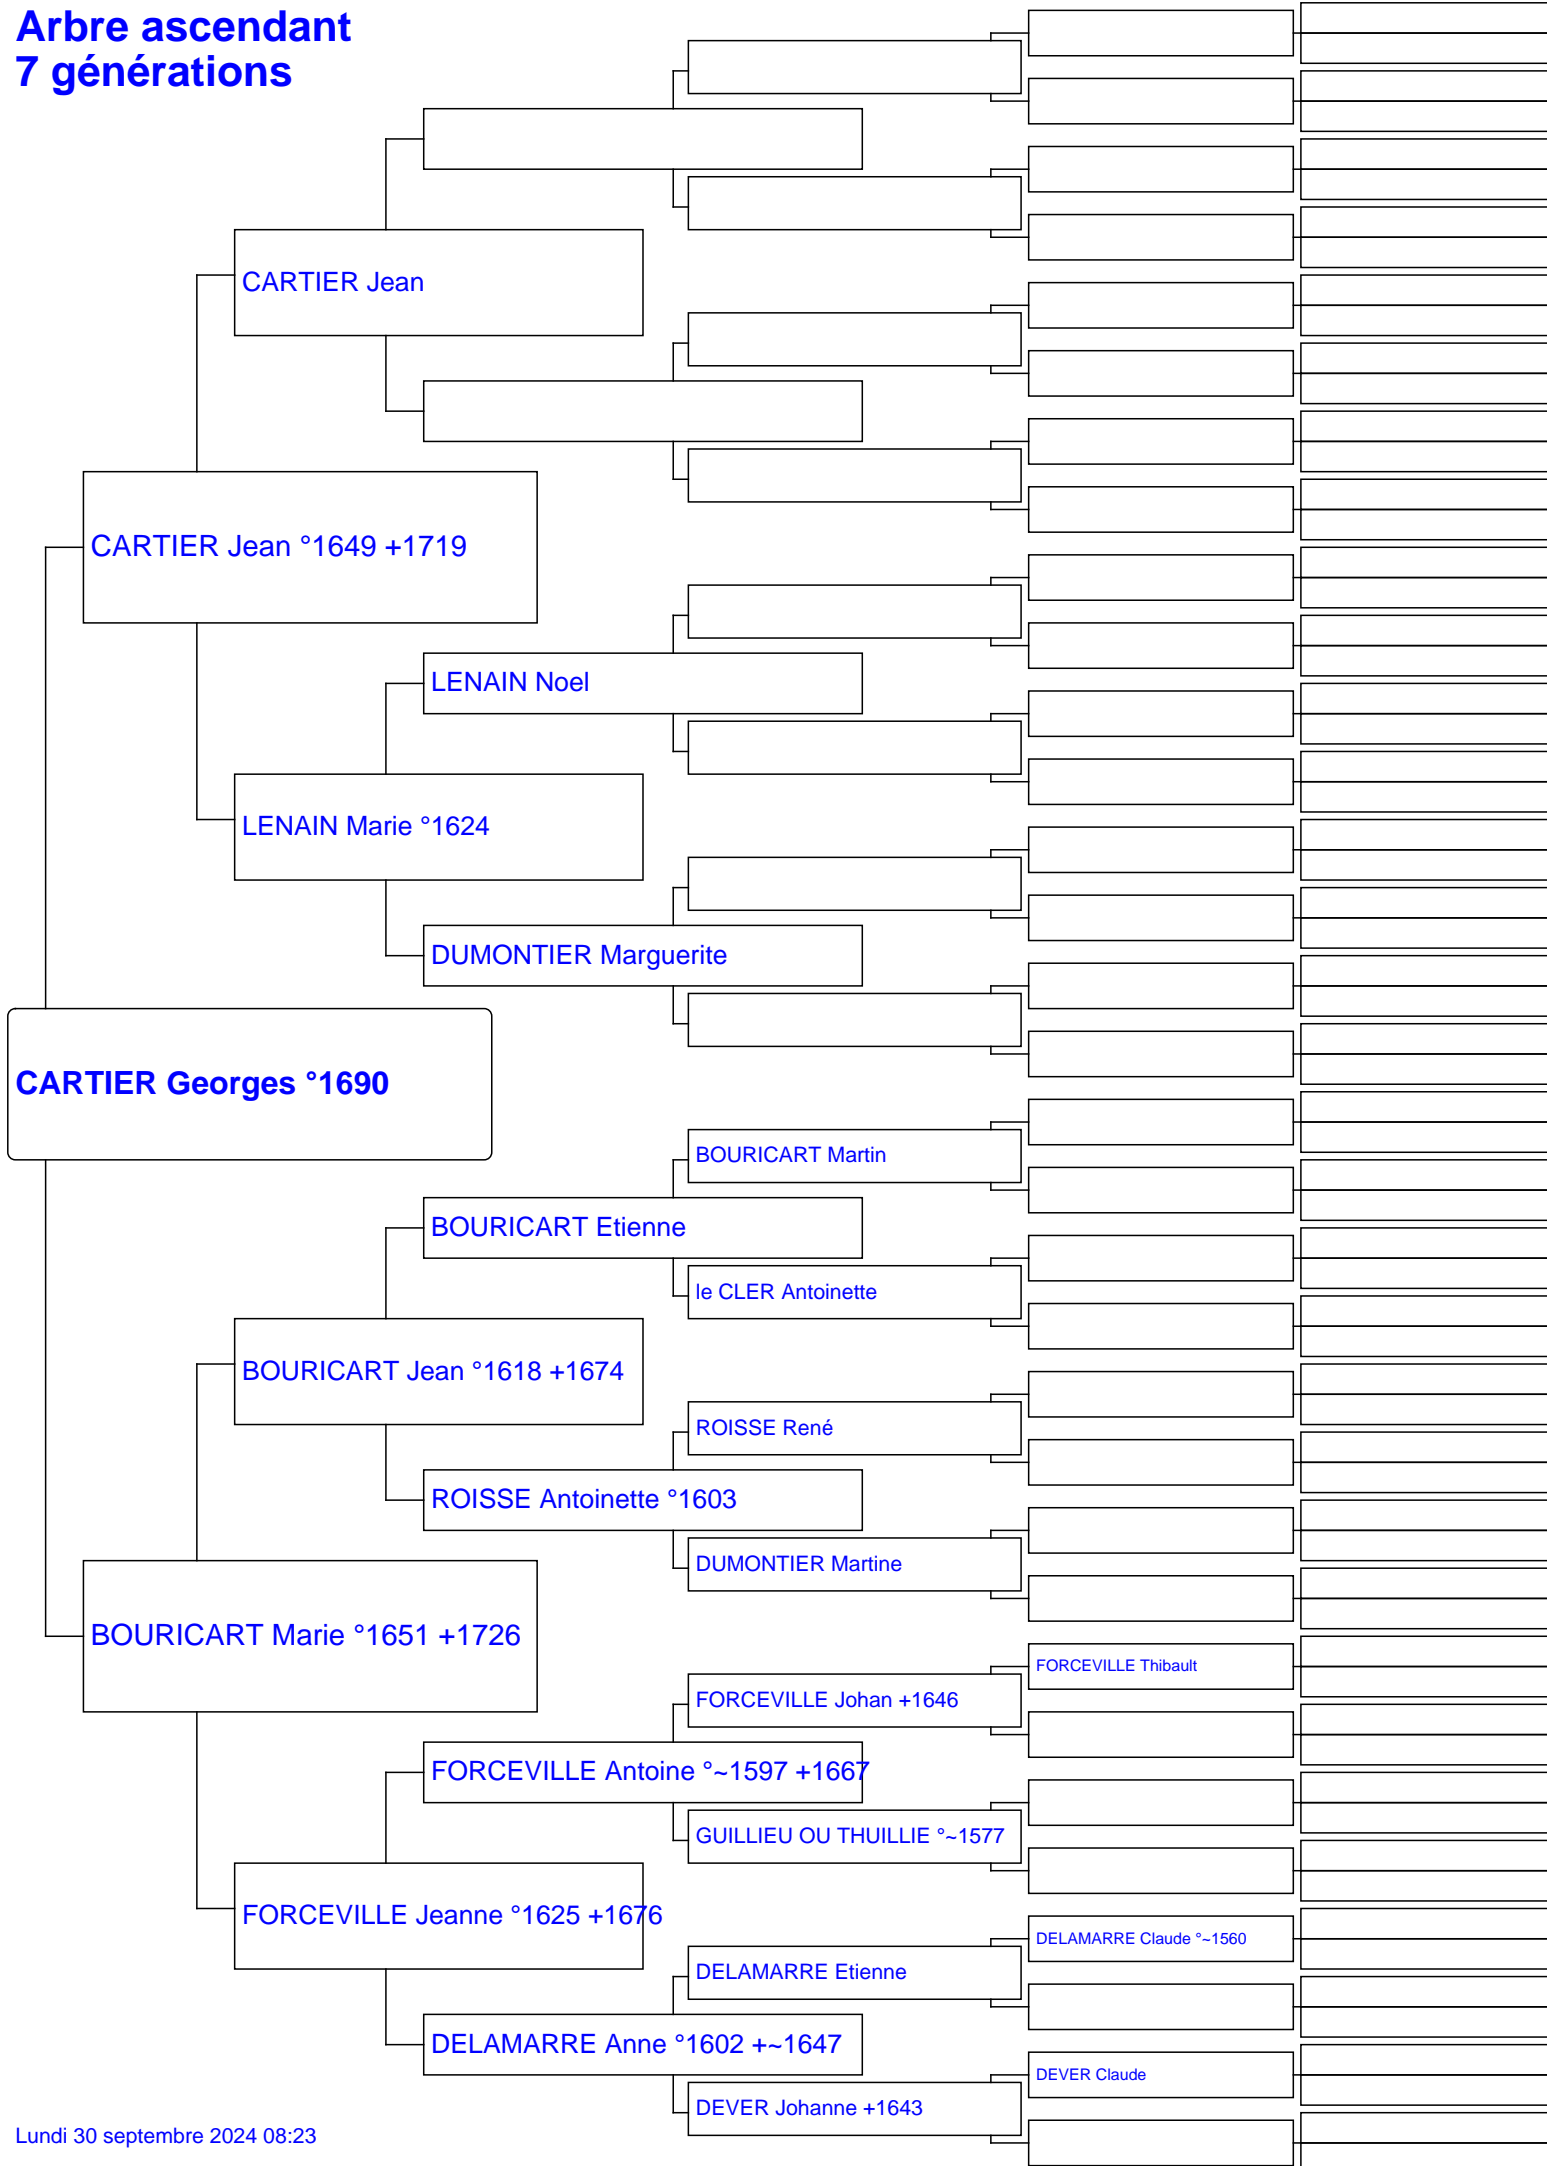 Arbre ascendant
7 générations
CARTIER Jean
CARTIER Jean °1649 +1719
LENAIN Noel
LENAIN Marie °1624
DUMONTIER Marguerite
CARTIER Georges °1690
BOURICART Martin
BOURICART Etienne
le CLER Antoinette
BOURICART Jean °1618 +1674
ROISSE René
ROISSE Antoinette °1603
DUMONTIER Martine
BOURICART Marie °1651 +1726
FORCEVILLE Thibault
FORCEVILLE Johan +1646
FORCEVILLE Antoine °~1597 +1667
GUILLIEU OU THUILLIE °~1577
FORCEVILLE Jeanne °1625 +1676
DELAMARRE Claude °~1560
DELAMARRE Etienne
DELAMARRE Anne °1602 +~1647
DEVER Claude
DEVER Johanne +1643
Lundi 30 septembre 2024 08:23